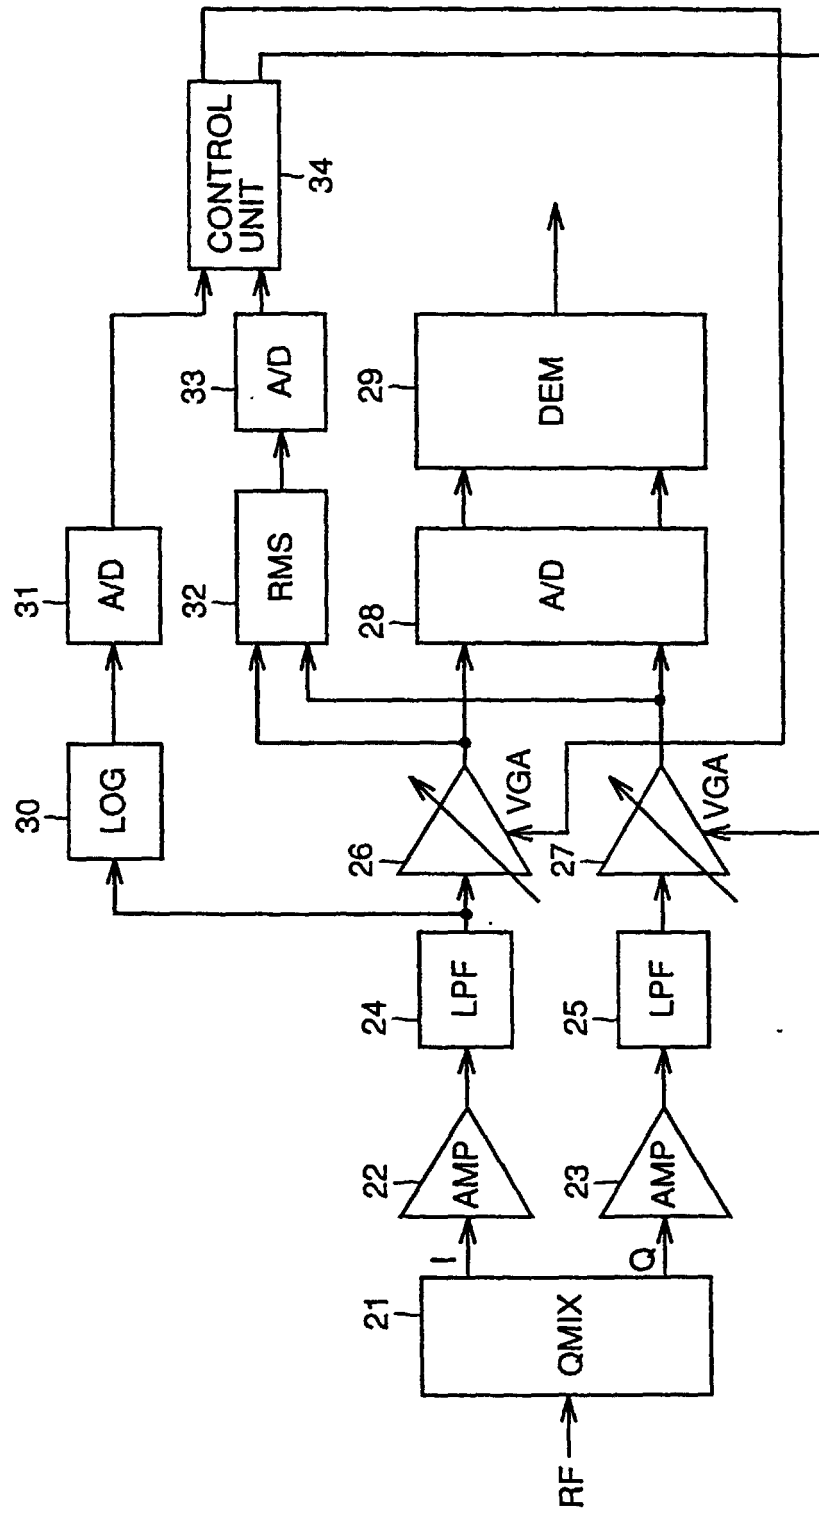 RF
21
QMIX
I
Q
22
AMP
23
AMP
24
LPF
25
LPF
26
VGA
27
VGA
28
A/D
29
DEM
30
LOG
31
A/D
32
RMS
33
A/D
CONTROL
UNIT
34